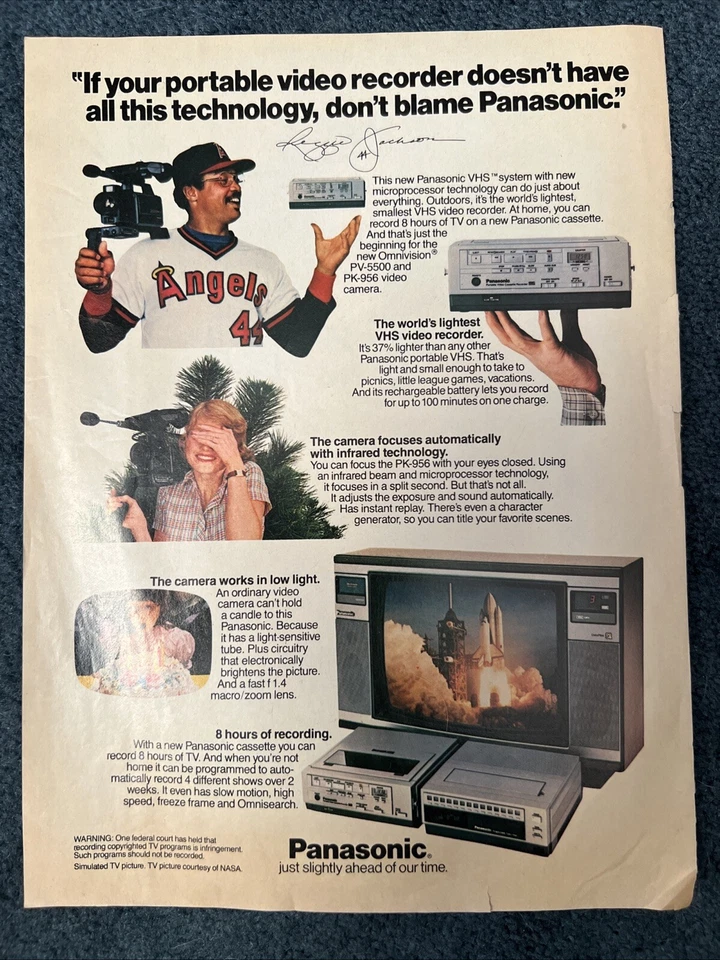 "If your portable video recorder doesn't have
all this technology, don't blame Panasonic."
Reggie Jackson
This new Panasonic VHS™ system with new
microprocessor technology can do just about
everything. Outdoors, it's the world's lightest,
smallest VHS video recorder. At home, you can
record 8 hours of TV on a new Panasonic cassette.
And that's just the
beginning for the
new Omnivision®
PV-5500 and
PK-956 video
camera.
Angels
44
Panasonic
The world's lightest
VHS video recorder.
It's 37% lighter than any other
Panasonic portable VHS. That's
light and small enough to take to
picnics, little league games, vacations.
And its rechargeable battery lets you record
for up to 100 minutes on one charge.
The camera focuses automatically
with infrared technology.
You can focus the PK-956 with your eyes closed. Using
an infrared beam and microprocessor technology,
it focuses in a split second. But that's not all.
It adjusts the exposure and sound automatically.
Has instant replay. There's even a character
generator, so you can title your favorite scenes.
The camera works in low light.
An ordinary video
camera can't hold
a candle to this
Panasonic. Because
it has a light-sensitive
tube. Plus circuitry
that electronically
brightens the picture.
And a fast f 1.4
macro/zoom lens.
Panasonic
3
8 hours of recording.
With a new Panasonic cassette you can
record 8 hours of TV. And when you're not
home it can be programmed to auto-
matically record 4 different shows over 2
weeks. It even has slow motion, high
speed, freeze frame and Omnisearch.
Panasonic
WARNING: One federal court has held that
recording copyrighted TV programs is infringement.
Such programs should not be recorded.
Simulated TV picture. TV picture courtesy of NASA.
Panasonic®
just slightly ahead of our time.